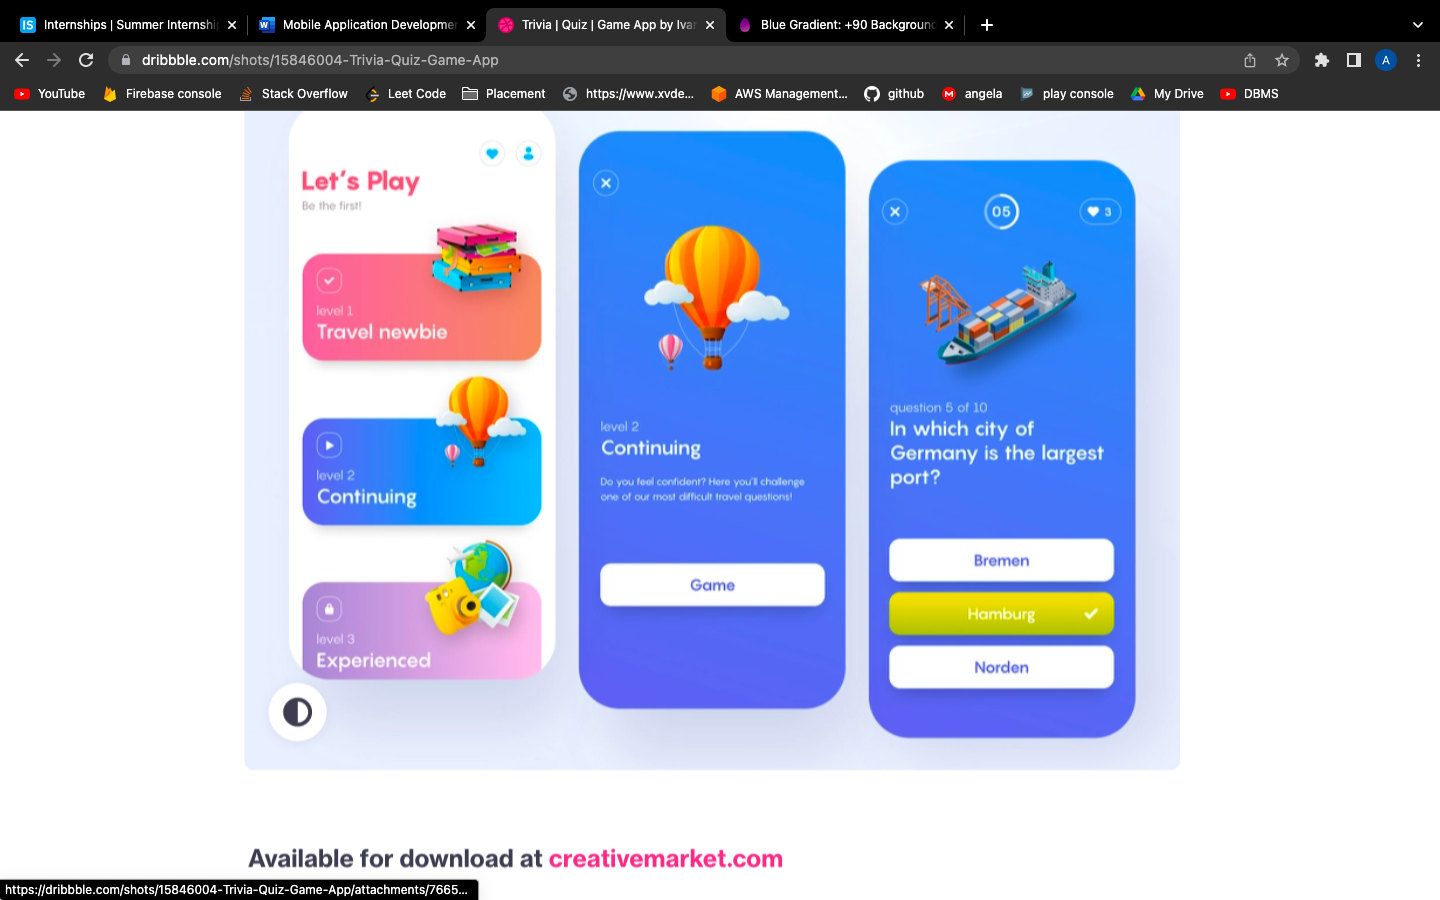 Internships | Summer Internshi
Mobile Application Developme
Trivia | Quiz | Game App by Iva
Blue Gradient: +90 Background
dribbble.com/shots/15846004-Trivia-Quiz-Game-App
A
YouTube
Firebase console
Stack Overflow
Leet Code
Placement
https://www.xvde...
AWS Management...
github
angela
play console
My Drive
DBMS
Let's Play
Be the first!
level 1
Travel newbie
level 2
Continuing
level 3
Experienced
level 2
Continuing
Do you feel confident? Here you'll challenge
one of our most difficult travel questions!
Game
05
3
question 5 of 10
In which city of
Germany is the largest
port?
Bremen
Hamburg
Norden
Available for download at creativemarket.com
https://dribbble.com/shots/15846004-Trivia-Quiz-Game-App/attachments/7665...